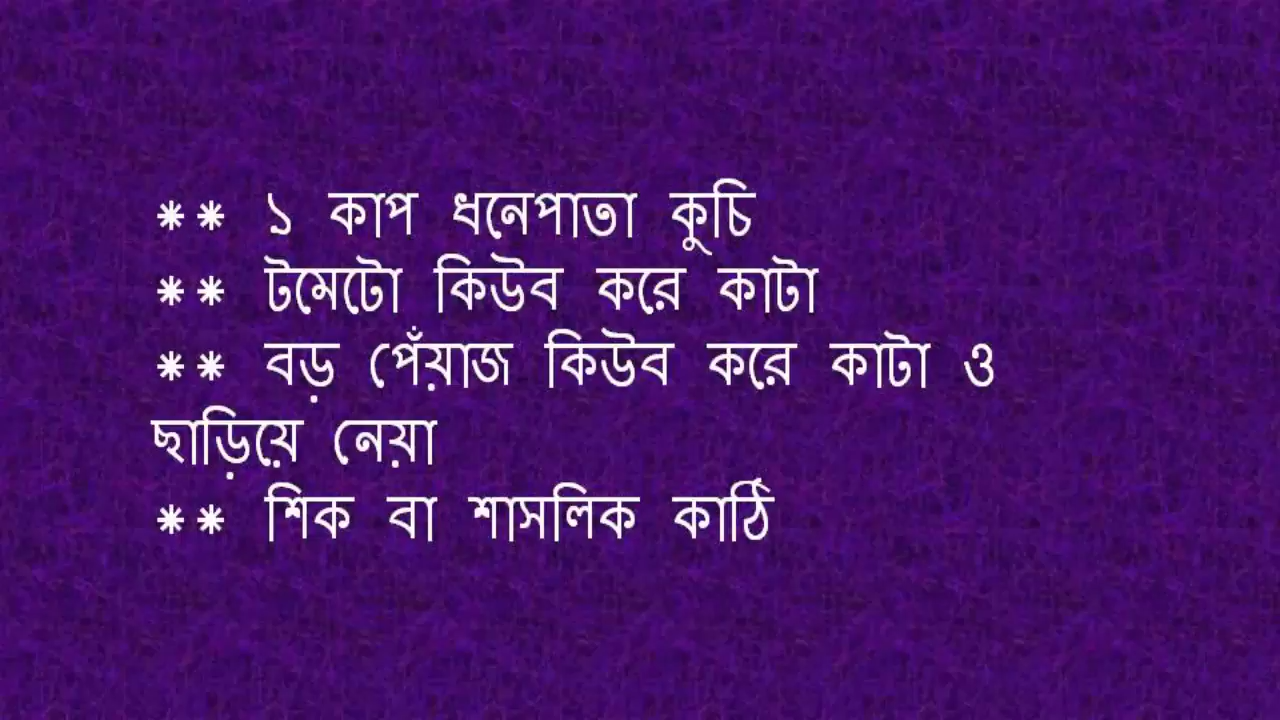 ** ১ কাপ ধনেপাতা কুচি
** টমেটো কিউব করে কাটা
** বড় পেঁয়াজ কিউব করে কাটা ও
ছাড়িয়ে নেয়া
** শিক বা শাসলিক কাঠি